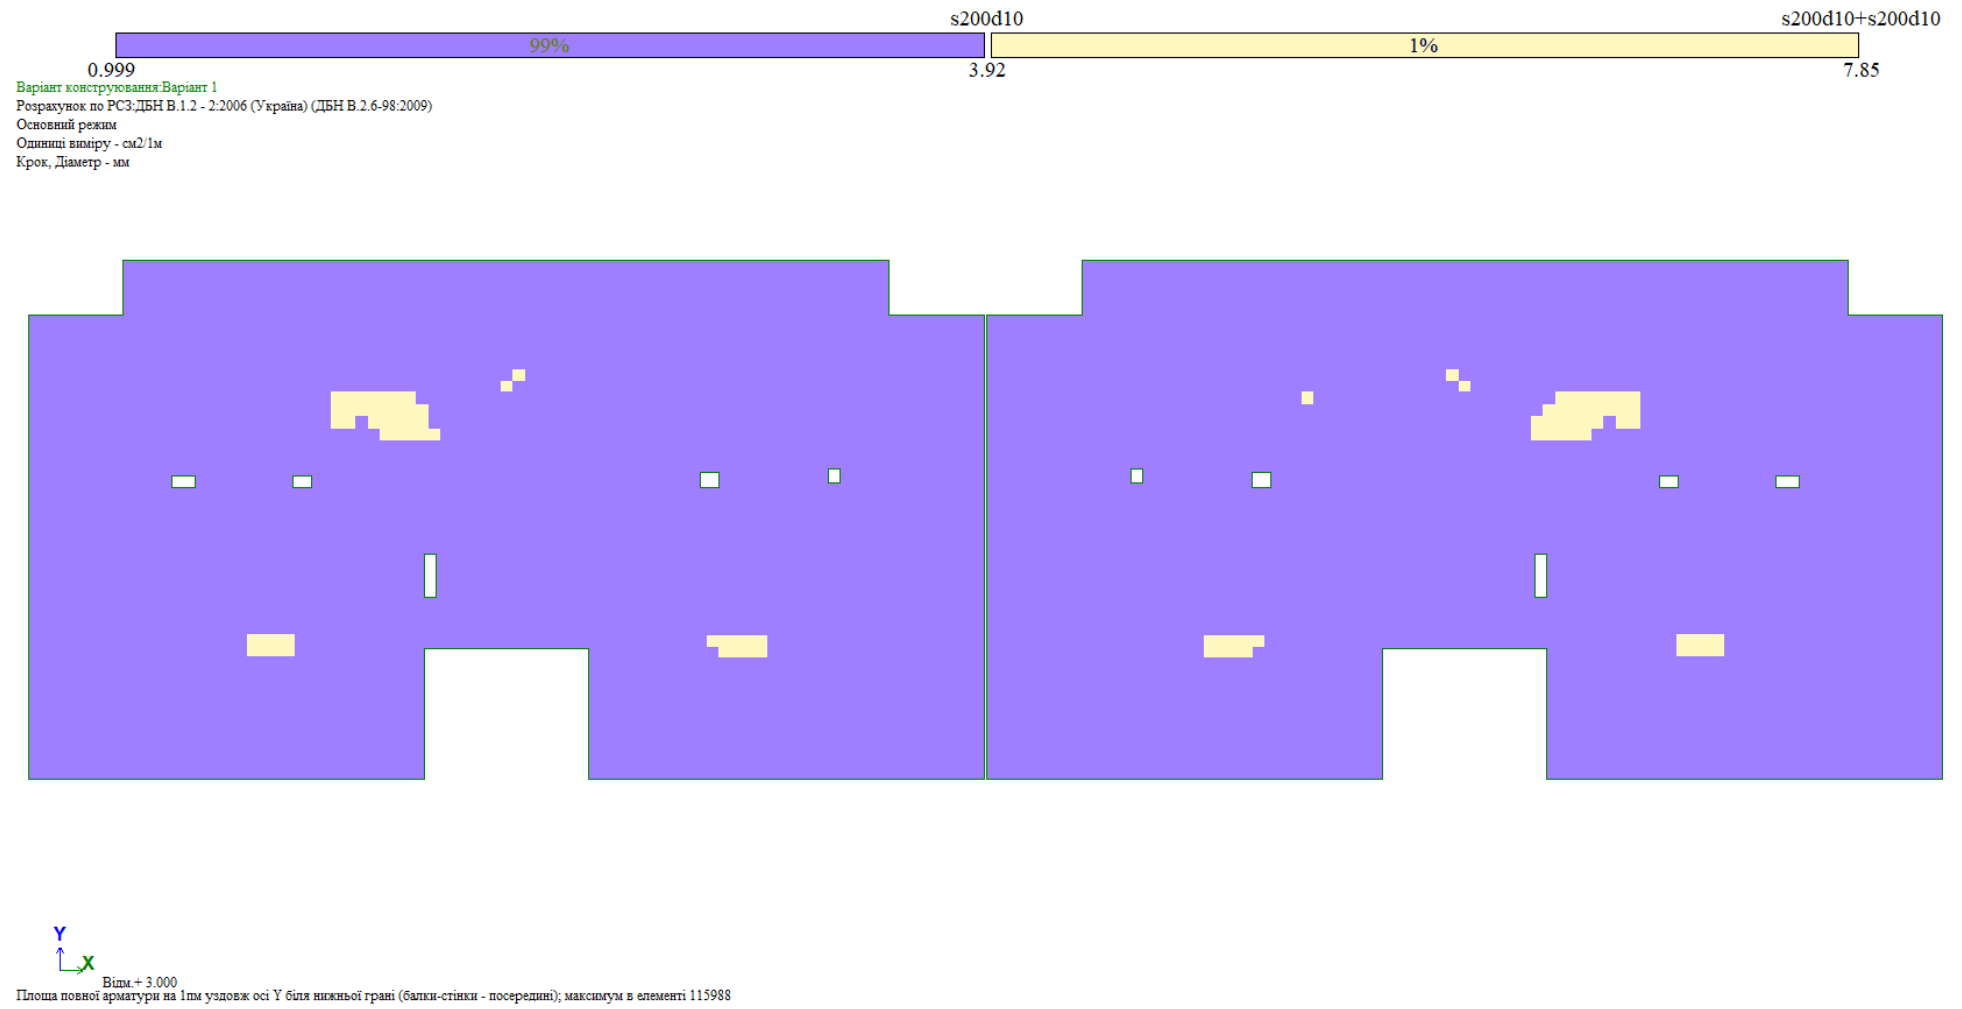 s200d10 s200d10+s200d10
99% 1%
0.999 3.92 7.85
Варіант конструювання:Варіант 1
Розрахунок по РСЗ:ДБН В.1.2 - 2:2006 (Україна) (ДБН В.2.6-98:2009)
Основний режим
Одиниці виміру - см2/1м
Крок, Діаметр - мм
Y
X
Відм.+ 3.000
Площа повної арматури на 1пм уздовж осі Y біля нижньої грані (балки-стінки - посередині); максимум в елементі 115988